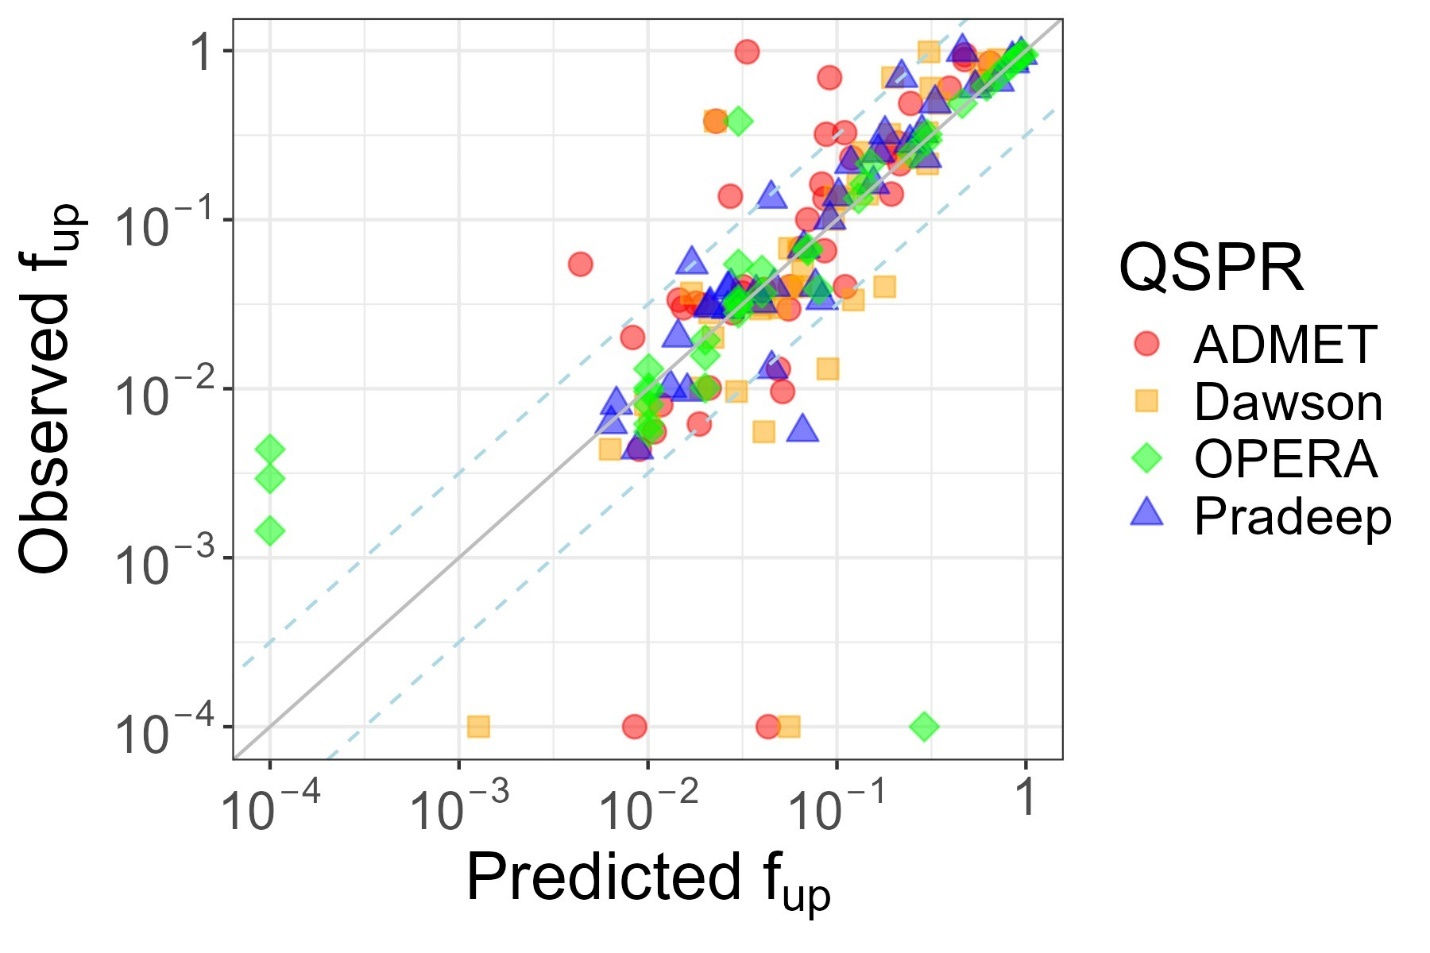 Observed f_up
1
10⁻¹
10⁻²
10⁻³
10⁻⁴
10⁻⁴ 10⁻³ 10⁻² 10⁻¹ 1
Predicted f_up
QSPR
ADMET
Dawson
OPERA
Pradeep